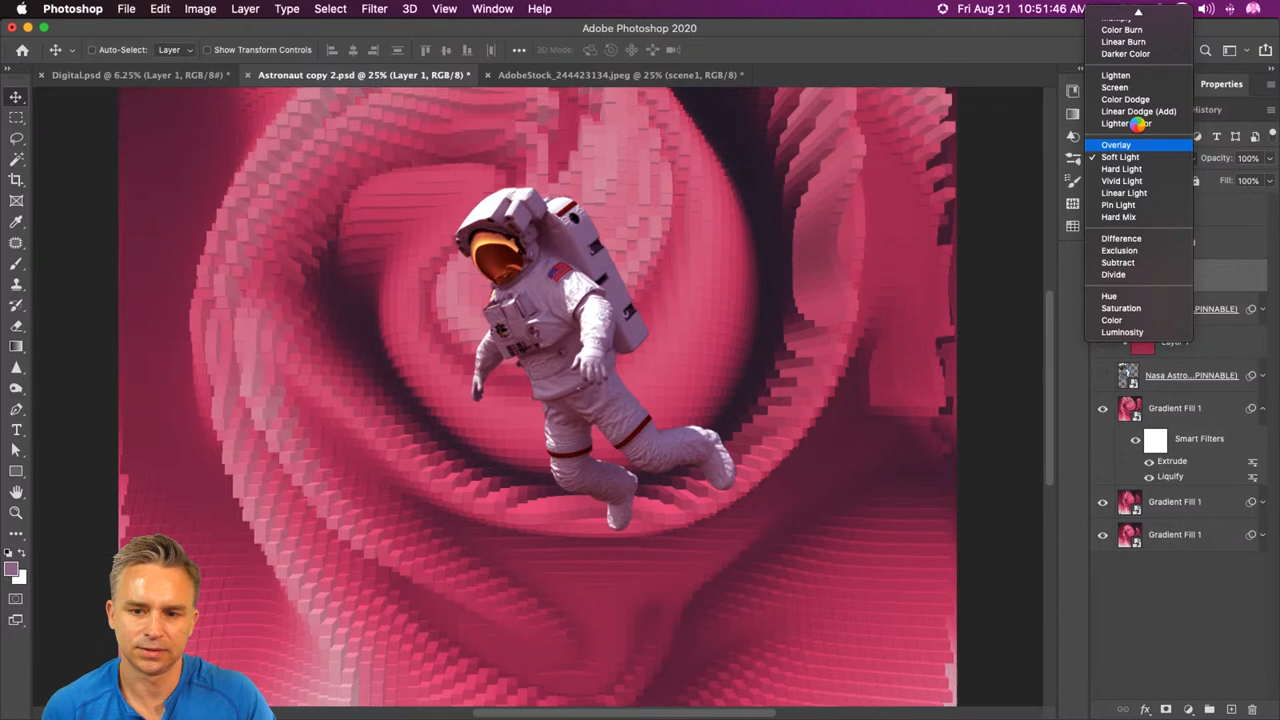 Photoshop File Edit Image Layer Type Select Filter 3D View Window Help Fri Aug 21 10:51:46 AM
Adobe Photoshop 2020
Auto-Select: Layer Show Transform Controls 3D Mode:
Digital.psd @ 6.25% (Layer 1, RGB/8#) * Astronaut copy 2.psd @ 25% (Layer 1, RGB/8) * AdobeStock_244423134.jpeg @ 25% (scene1, RGB/8) *
Properties
History
Opacity: 100%
Fill: 100%
Multiply
Color Burn
Linear Burn
Darker Color
Lighten
Screen
Color Dodge
Linear Dodge (Add)
Lighter Color
Overlay
Soft Light
Hard Light
Vivid Light
Linear Light
Pin Light
Hard Mix
Difference
Exclusion
Subtract
Divide
Hue
Saturation
Color
Luminosity
PINNABLE)
Layer 1
Nasa Astro...PINNABLE)
Gradient Fill 1
Smart Filters
Extrude
Liquify
Gradient Fill 1
Gradient Fill 1